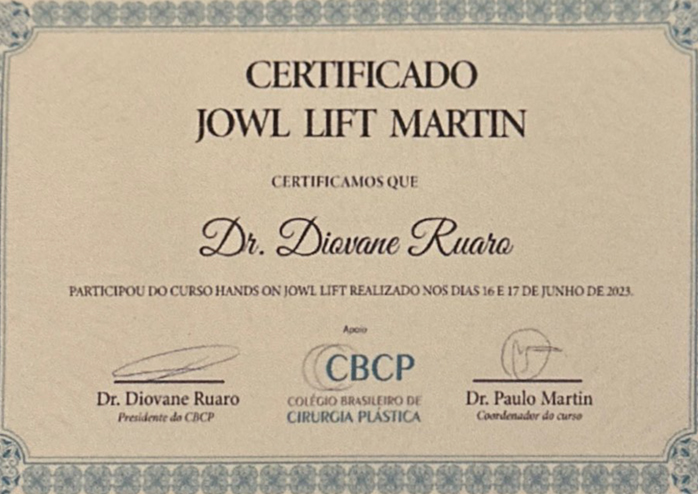 CERTIFICADO
JOWL LIFT MARTIN
CERTIFICAMOS QUE
Dr. Diovane Ruaro
PARTICIPOU DO CURSO HANDS ON JOWL LIFT REALIZADO NOS DIAS 16 E 17 DE JUNHO DE 2023.
Apoio
CBCP
COLÉGIO BRASILEIRO DE
CIRURGIA PLÁSTICA
Dr. Diovane Ruaro
Presidente do CBCP
Dr. Paulo Martin
Coordenador do curso